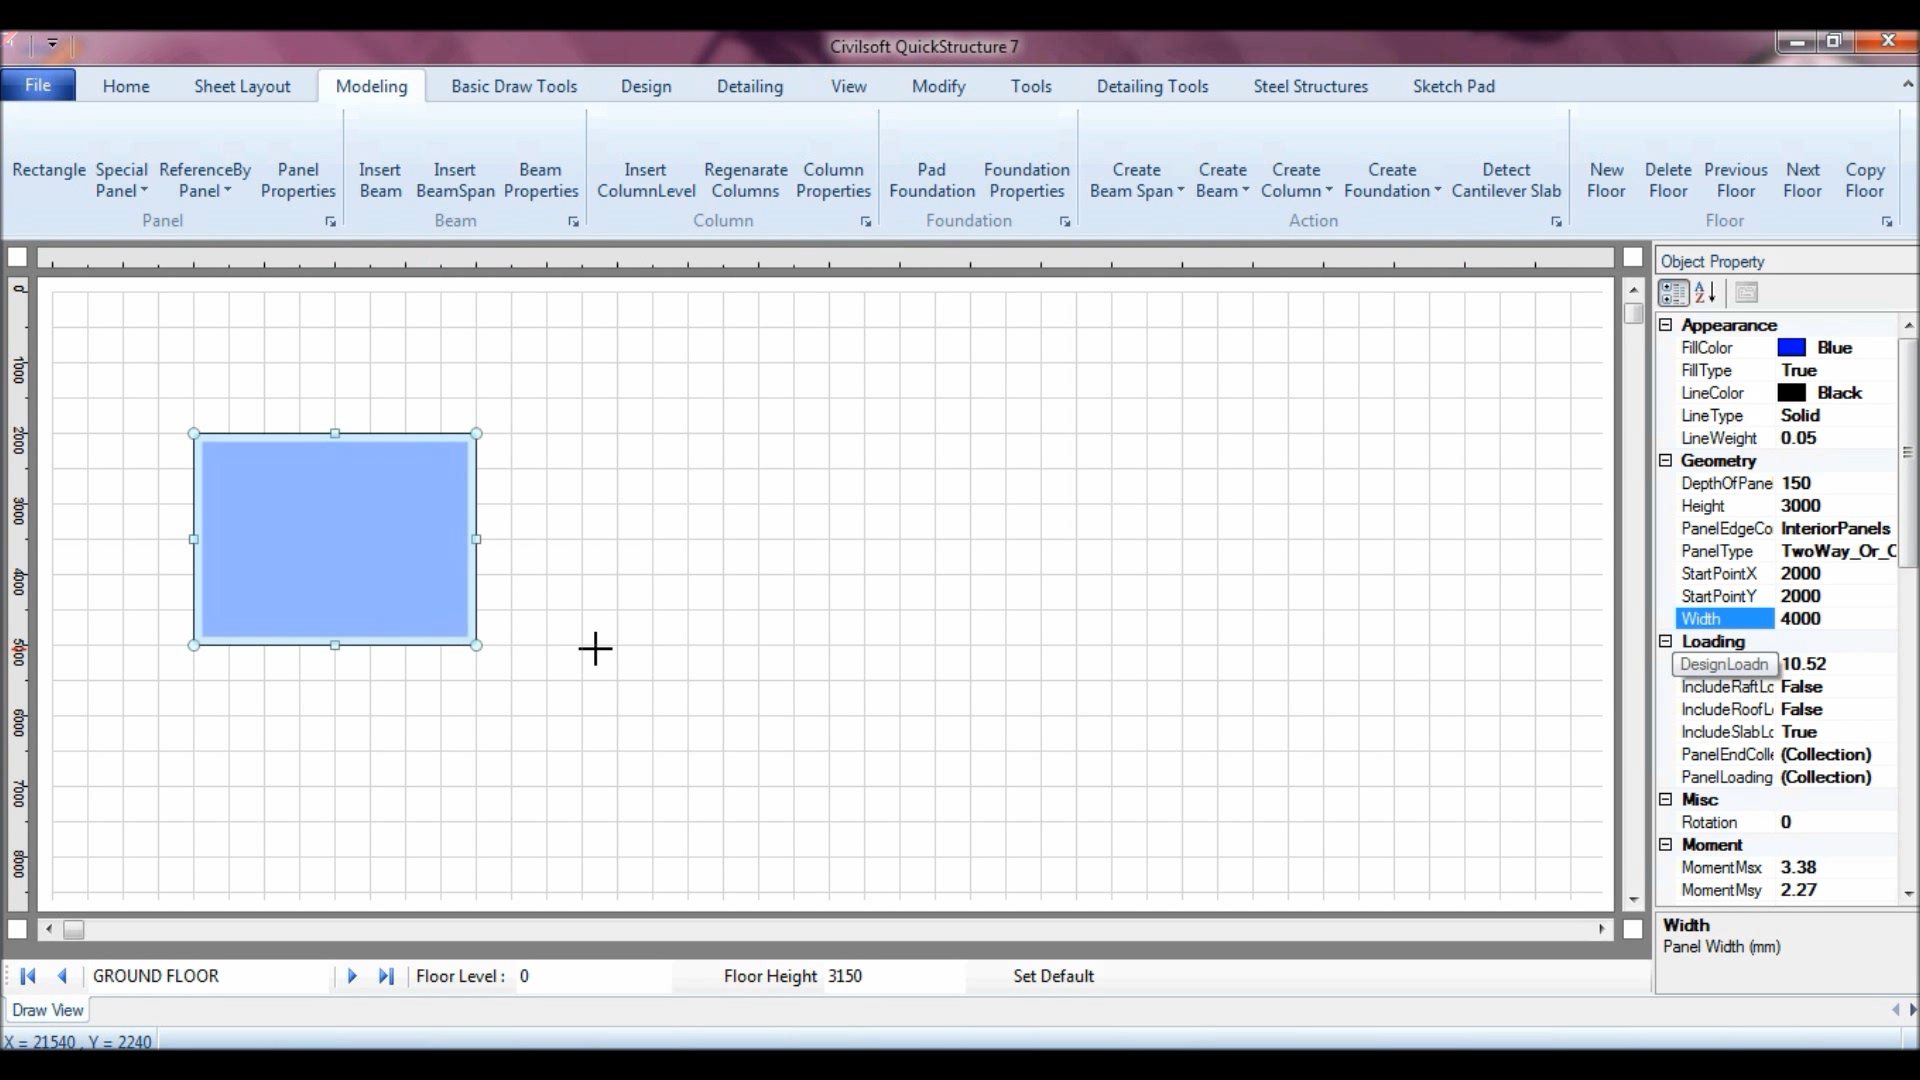 Civilsoft QuickStructure 7
File Home Sheet Layout Modeling Basic Draw Tools Design Detailing View Modify Tools Detailing Tools Steel Structures Sketch Pad
Rectangle Special Panel ReferenceBy Panel Panel Properties
Panel
Insert Beam Insert BeamSpan Beam Properties
Beam
Insert ColumnLevel Regenarate Columns Column Properties
Column
Pad Foundation Foundation Properties
Foundation
Create Beam Span Create Beam Create Column Create Foundation Detect Cantilever Slab
Action
New Floor Delete Floor Previous Floor Next Floor Copy Floor
Floor
0
1000
2000
3000
4000
5000
6000
7000
8000
Object Property
Appearance
FillColor Blue
FillType True
LineColor Black
LineType Solid
LineWeight 0.05
Geometry
DepthOfPane 150
Height 3000
PanelEdgeCo InteriorPanels
PanelType TwoWay_Or_C
StartPointX 2000
StartPointY 2000
Width 4000
Loading
DesignLoadn 10.52
IncludeRaftLc False
IncludeRoofL False
IncludeSlabLc True
PanelEndColle (Collection)
PanelLoading (Collection)
Misc
Rotation 0
Moment
MomentMsx 3.38
MomentMsy 2.27
Width
Panel Width (mm)
GROUND FLOOR Floor Level : 0 Floor Height 3150 Set Default
Draw View
X = 21540 , Y = 2240